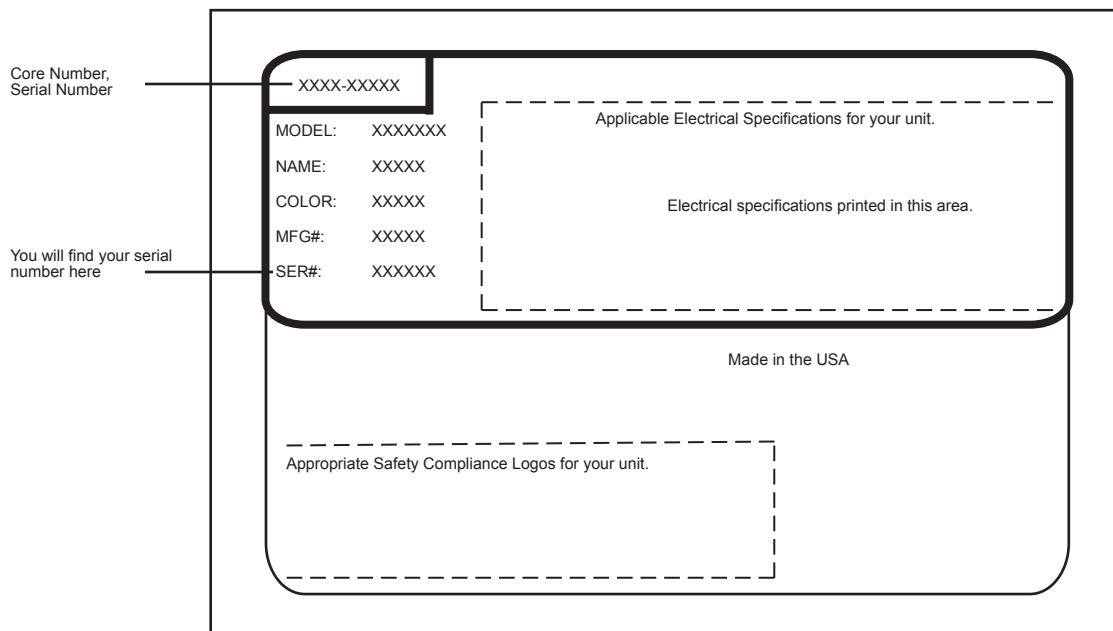 Core Number,
Serial Number
XXXX-XXXXX
MODEL: XXXXXXX
NAME: XXXXX
COLOR: XXXXX
MFG#: XXXXX
You will find your serial
number here
SER#: XXXXXX
Applicable Electrical Specifications for your unit.
Electrical specifications printed in this area.
Made in the USA
Appropriate Safety Compliance Logos for your unit.